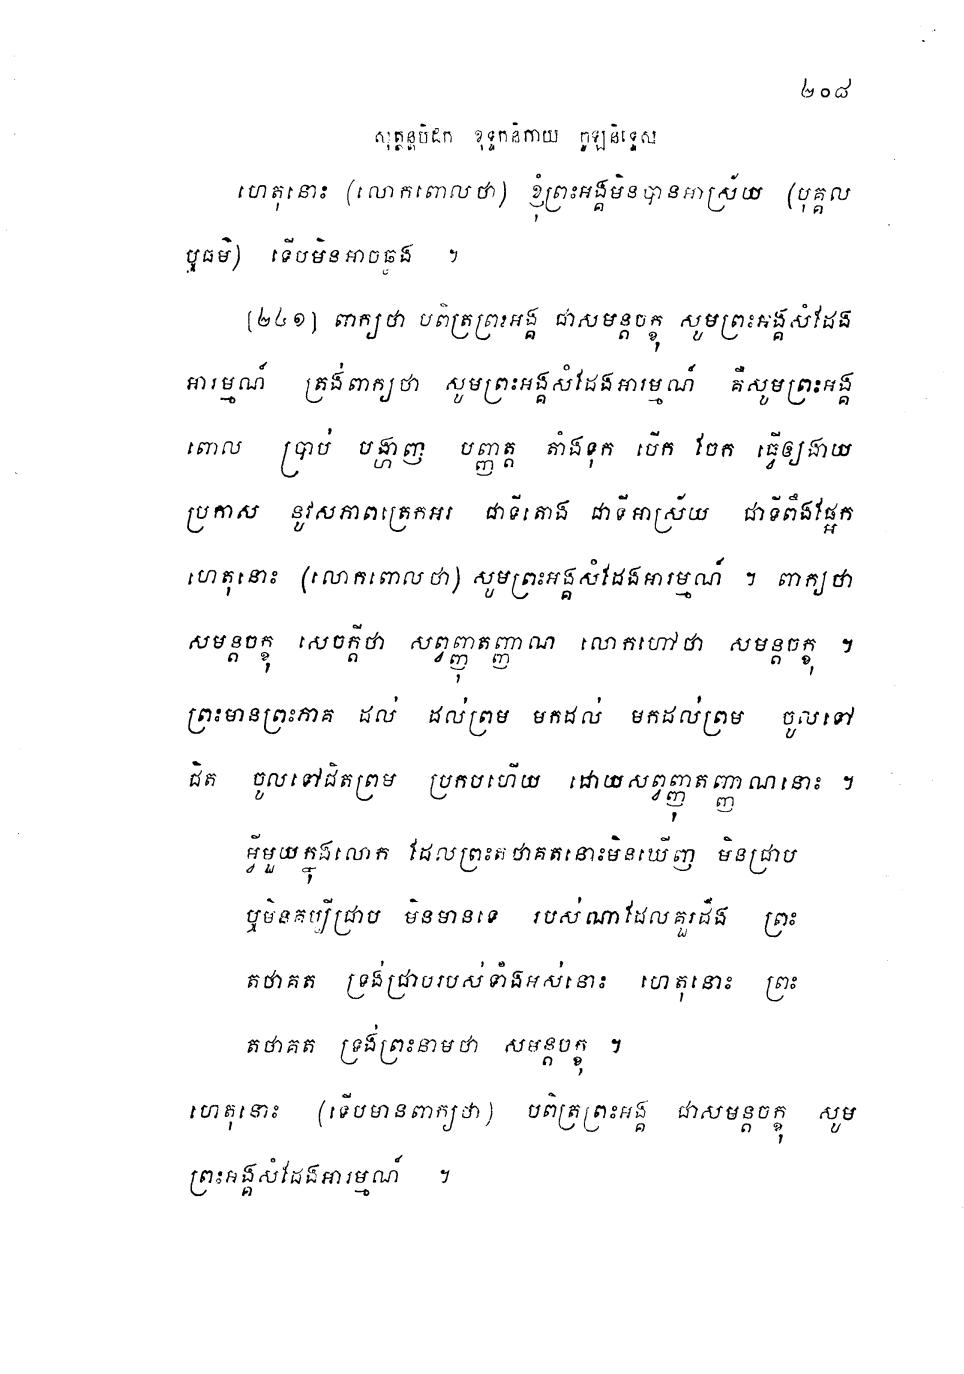 ២០៨
សុត្តន្តបិដក ខុទ្ទកនិកាយ ចូឡនិទ្ទេស
ហេតុនោះ (លោកពោលថា) ខ្ញុំព្រះអង្គមិនបានអាស្រ័យ (បុគ្គល
ឬធម៌) ទើបមិនអាចឆ្លង ។
[២៤១] ពាក្យថា បពិត្រព្រះអង្គ ជាសមន្តចក្ខុ សូមព្រះអង្គសំដែង
អារម្មណ៍ ត្រង់ពាក្យថា សូមព្រះអង្គសំដែងអារម្មណ៍ គឺសូមព្រះអង្គ
ពោល ប្រាប់ បង្ហាញ បញ្ញត្ត តាំងទុក បើក វែក ធ្វើឲ្យងាយ
ប្រកាស នូវសភាពត្រេកអរ ជាទីតោង ជាទីអាស្រ័យ ជាទីពឹងផ្អែក
ហេតុនោះ (លោកពោលថា) សូមព្រះអង្គសំដែងអារម្មណ៍ ។ ពាក្យថា
សមន្តចក្ខុ សេចក្តីថា សព្វញ្ញុតញ្ញាណ លោកហៅថា សមន្តចក្ខុ ។
ព្រះមានព្រះភាគ ដល់ ដល់ព្រម មកដល់ មកដល់ព្រម ចូលទៅ
ជិត ចូលទៅជិតព្រម ប្រកបហើយ ដោយសព្វញ្ញុតញ្ញាណនោះ ។
អ្វីមួយក្នុងលោក ដែលព្រះតថាគតនោះមិនឃើញ មិនជ្រាប
ឬមិនគប្បីជ្រាប មិនមានទេ របស់ណាដែលគួរដឹង ព្រះ
តថាគត ទ្រង់ជ្រាបរបស់ទាំងអស់នោះ ហេតុនោះ ព្រះ
តថាគត ទ្រង់ព្រះនាមថា សមន្តចក្ខុ ។
ហេតុនោះ (ទើបមានពាក្យថា) បពិត្រព្រះអង្គ ជាសមន្តចក្ខុ សូម
ព្រះអង្គសំដែងអារម្មណ៍ ។